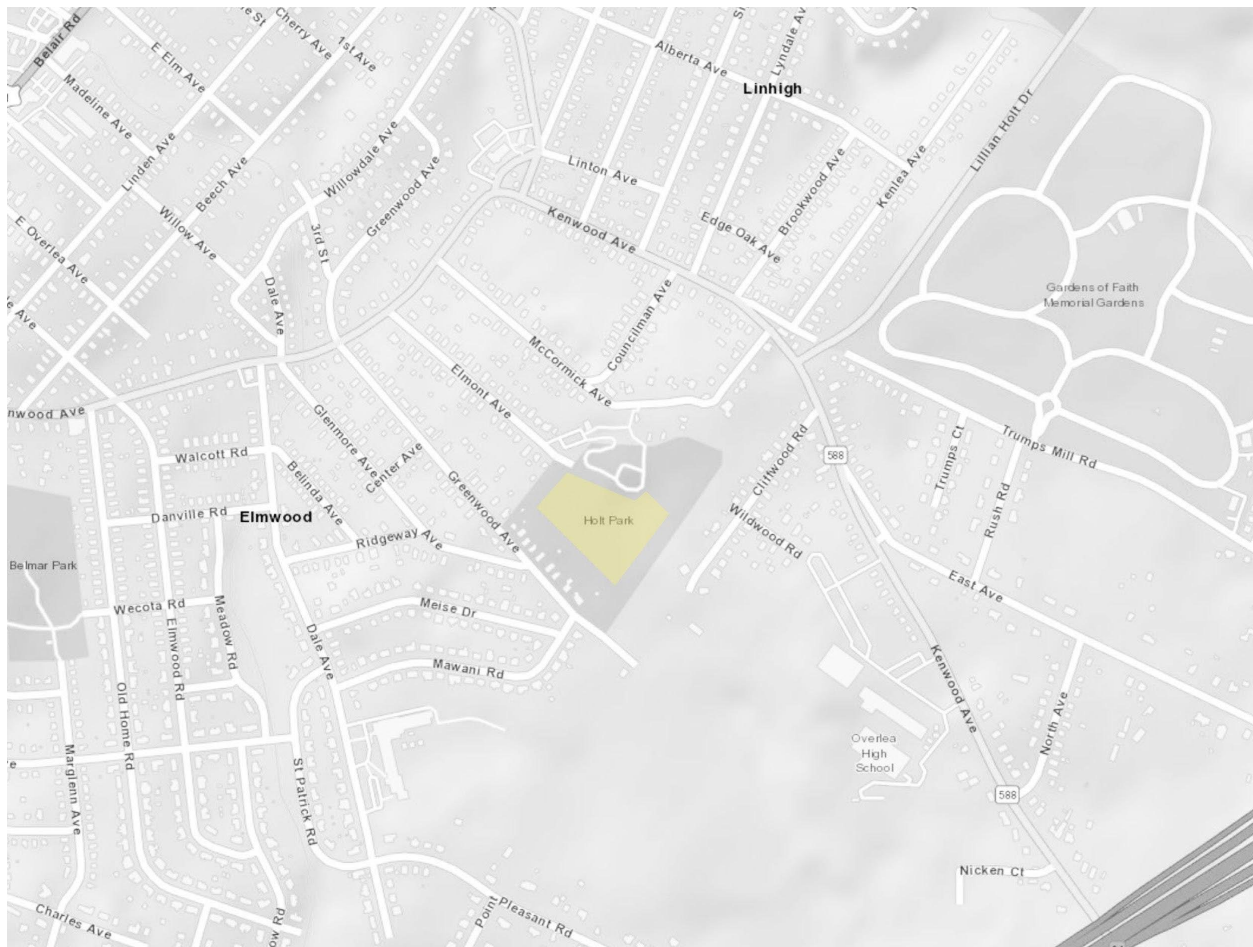 Belair Rd
E Elm Ave
Cherry Ave
1st Ave
Madeline Ave
Linden Ave
Beech Ave
Willow Ave
E Overlea Ave
Willowdale Ave
Greenwood Ave
3rd St
Dale Ave
Alberta Ave
Lyndale Ave
Linhigh
Linton Ave
Kenwood Ave
Edge Oak Ave
Brookwood Ave
Kenlea Ave
Lillian Holt Dr
Gardens of Faith
Memorial Gardens
Councilman Ave
McCormick Ave
Elmont Ave
Glenmore Ave
Center Ave
Greenwood Ave
Walcott Rd
Belinda Ave
Danville Rd
Elmwood
Ridgeway Ave
Holt Park
Cliffwood Rd
Wildwood Rd
588
Trumps Ct
Trumps Mill Rd
Rush Rd
East Ave
Belmar Park
Wecota Rd
Meadow Rd
Elmwood Rd
Old Home Rd
Marglenn Ave
Dale Ave
Meise Dr
Mawani Rd
St Patrick Rd
Kenwood Ave
North Ave
Overlea
High
School
588
Nicken Ct
Charles Ave
Point
Pleasant Rd